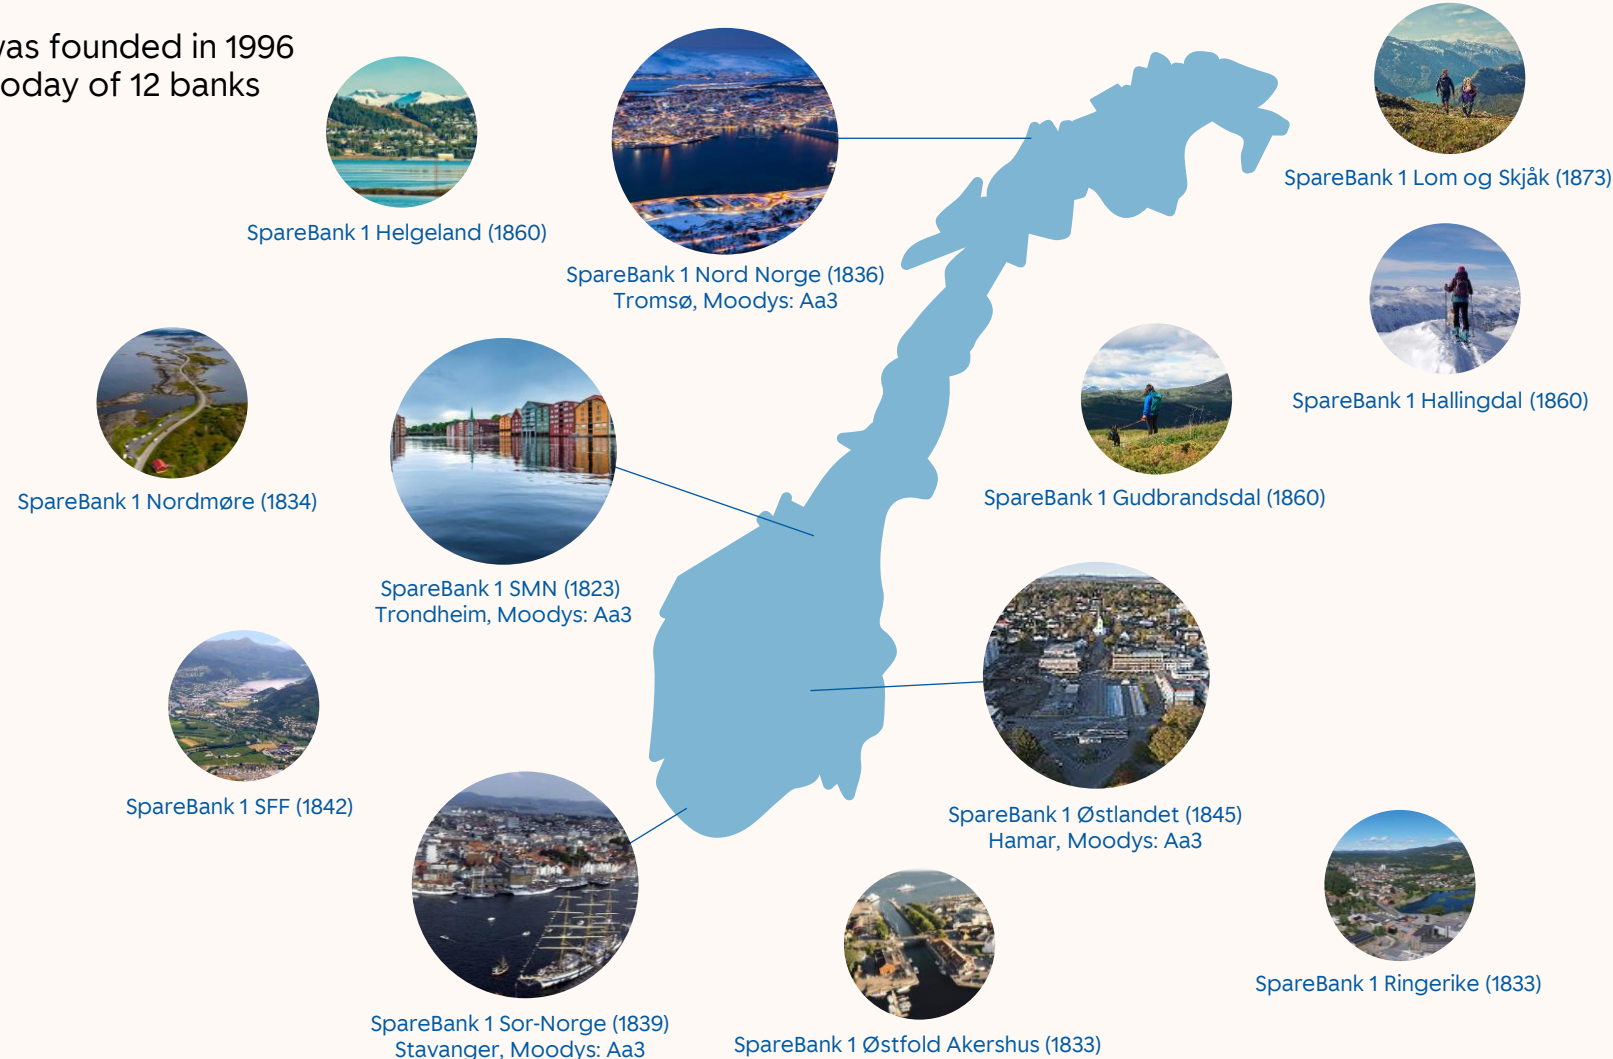 was founded in 1996
oday of 12 banks
SpareBank 1 Helgeland (1860)
SpareBank 1 Nord Norge (1836)
Tromsø, Moodys: Aa3
SpareBank 1 Lom og Skjåk (1873)
SpareBank 1 Hallingdal (1860)
SpareBank 1 Nordmøre (1834)
SpareBank 1 Gudbrandsdal (1860)
SpareBank 1 SMN (1823)
Trondheim, Moodys: Aa3
SpareBank 1 SFF (1842)
SpareBank 1 Østlandet (1845)
Hamar, Moodys: Aa3
SpareBank 1 Ringerike (1833)
SpareBank 1 Sor-Norge (1839)
Stavanger, Moodys: Aa3
SpareBank 1 Østfold Akershus (1833)